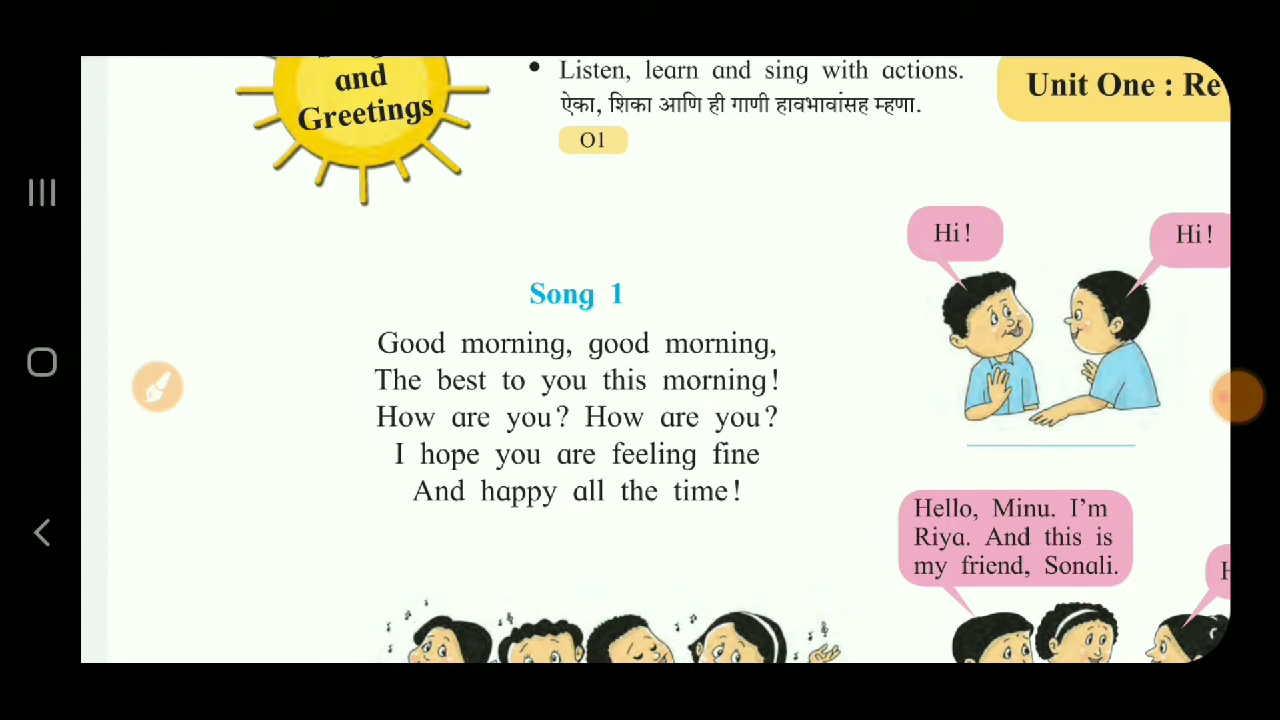 and
Greetings
• Listen, learn and sing with actions.
ऐका, शिका आणि ही गाणी हावभावांसह म्हणा.
O1
Unit One : Re
Song 1
Good morning, good morning,
The best to you this morning!
How are you? How are you?
I hope you are feeling fine
And happy all the time!
Hi!
Hi!
Hello, Minu. I'm
Riya. And this is
my friend, Sonali.